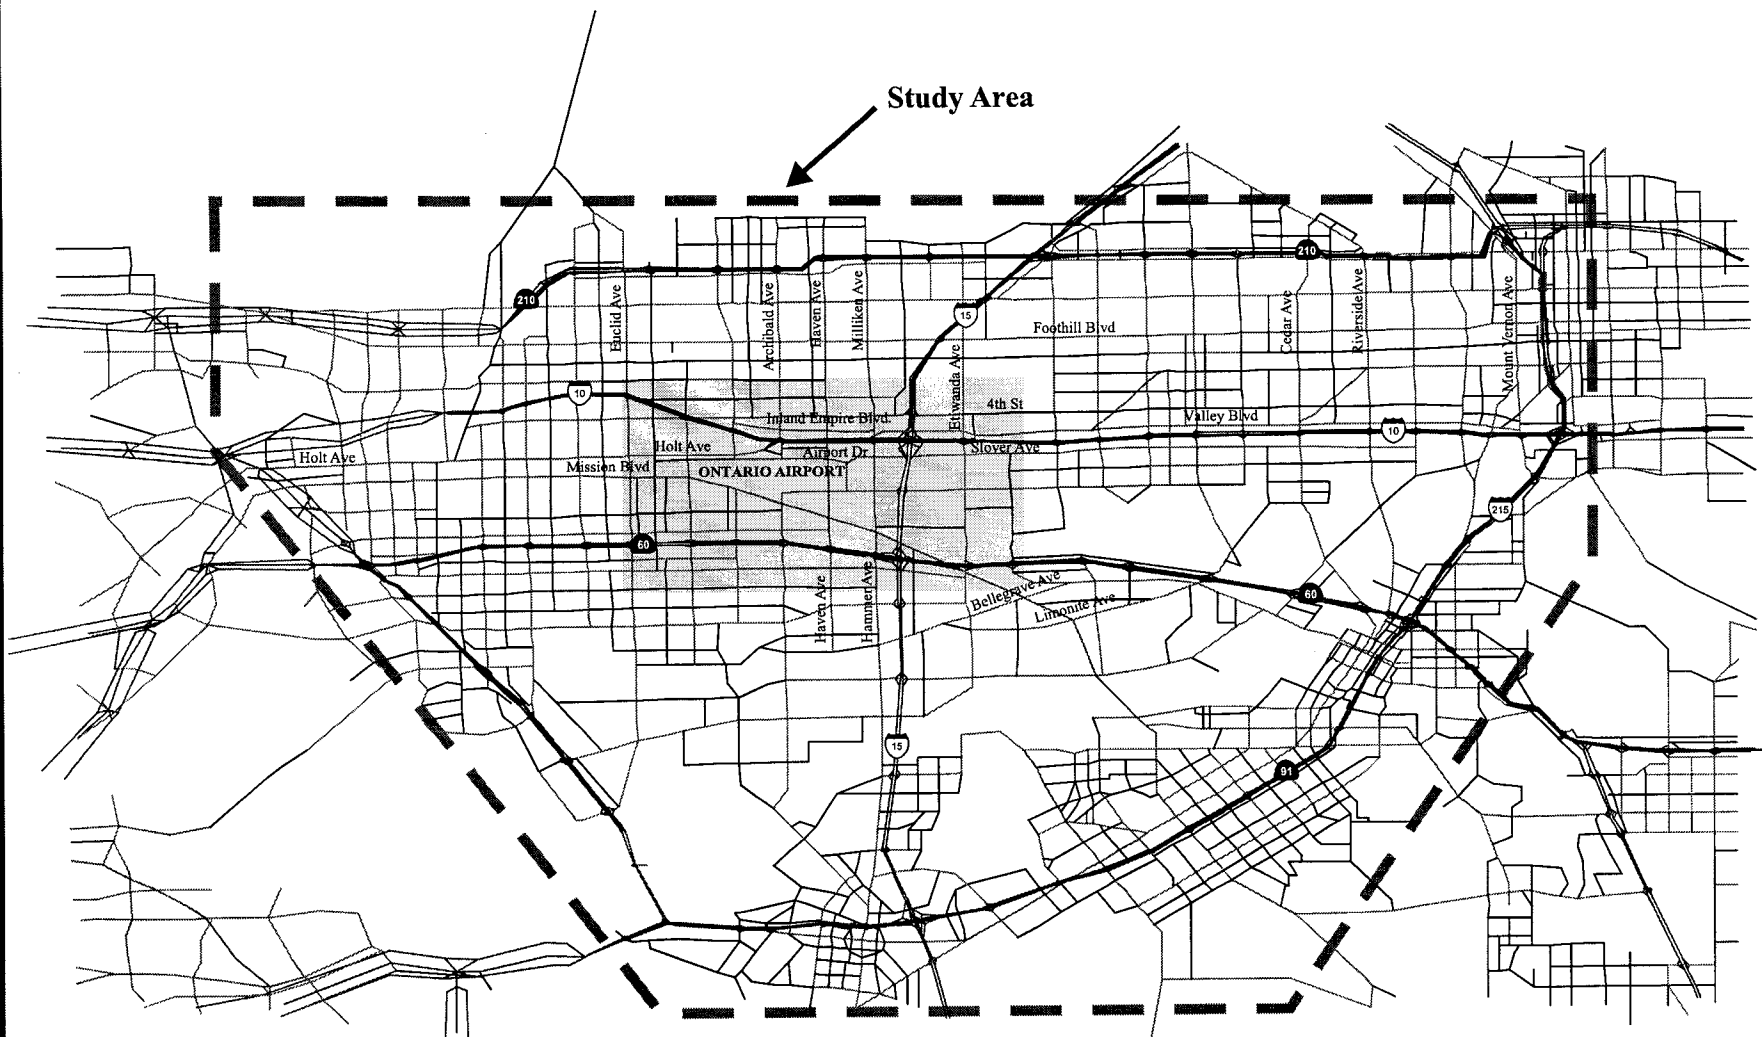 Study Area
210
210
Euclid Ave
Archibald Ave
Haven Ave
Milliken Ave
15
Foothill Blvd
Etiwanda Ave
Cedar Ave
Riverside Ave
Mount Vernon Ave
10
Inland Empire Blvd.
4th St
Valley Blvd
10
Holt Ave
Holt Ave
Airport Dr
Slover Ave
Mission Blvd
ONTARIO AIRPORT
215
60
Haven Ave
Hamner Ave
Bellegrave Ave
Limonite Ave
60
15
91